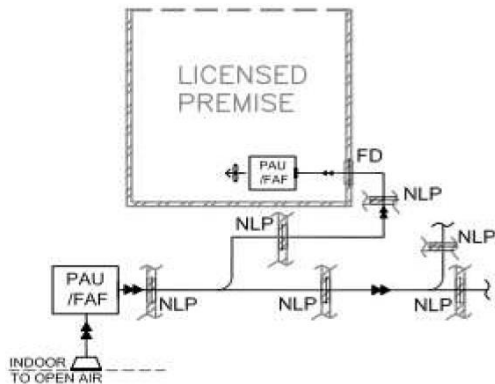 LICENSED
PREMISE
FD
PAU
/FAF
NLP
NLP
NLP
PAU
/FAF
NLP
NLP
NLP
INDOOR
TO OPEN AIR